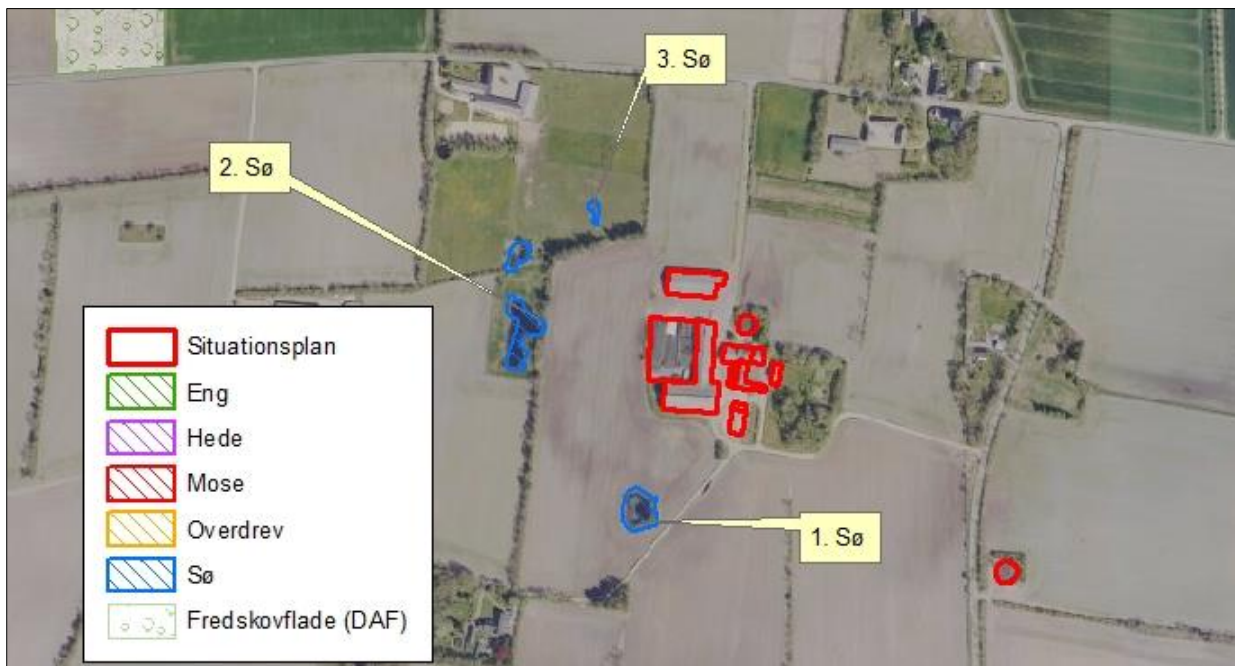 3. Sø
2. Sø
1. Sø
Situationsplan
Eng
Hede
Mose
Overdrev
Sø
Fredskovflade (DAF)